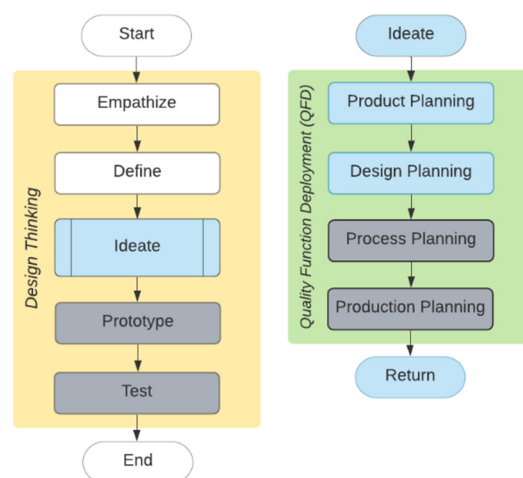 Start
Design Thinking
Empathize
Define
Ideate
Prototype
Test
End
Ideate
Quality Function Deployment (QFD)
Product Planning
Design Planning
Process Planning
Production Planning
Return